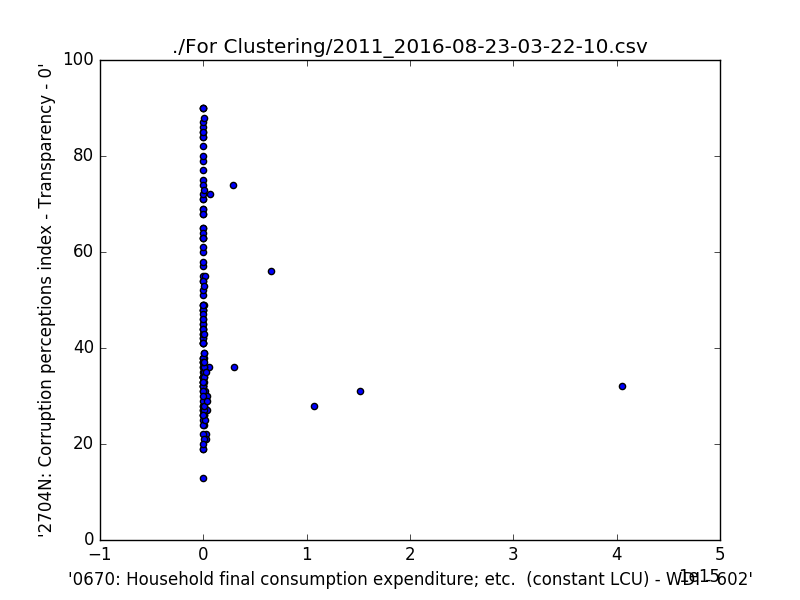 ./For Clustering/2011_2016-08-23-03-22-10.csv
100
80
60
40
20
0
'2704N: Corruption perceptions index - Transparency - 0'
−1 0 1 2 3 4 5
1e15
'0670: Household final consumption expenditure; etc.  (constant LCU) - WDI - 602'